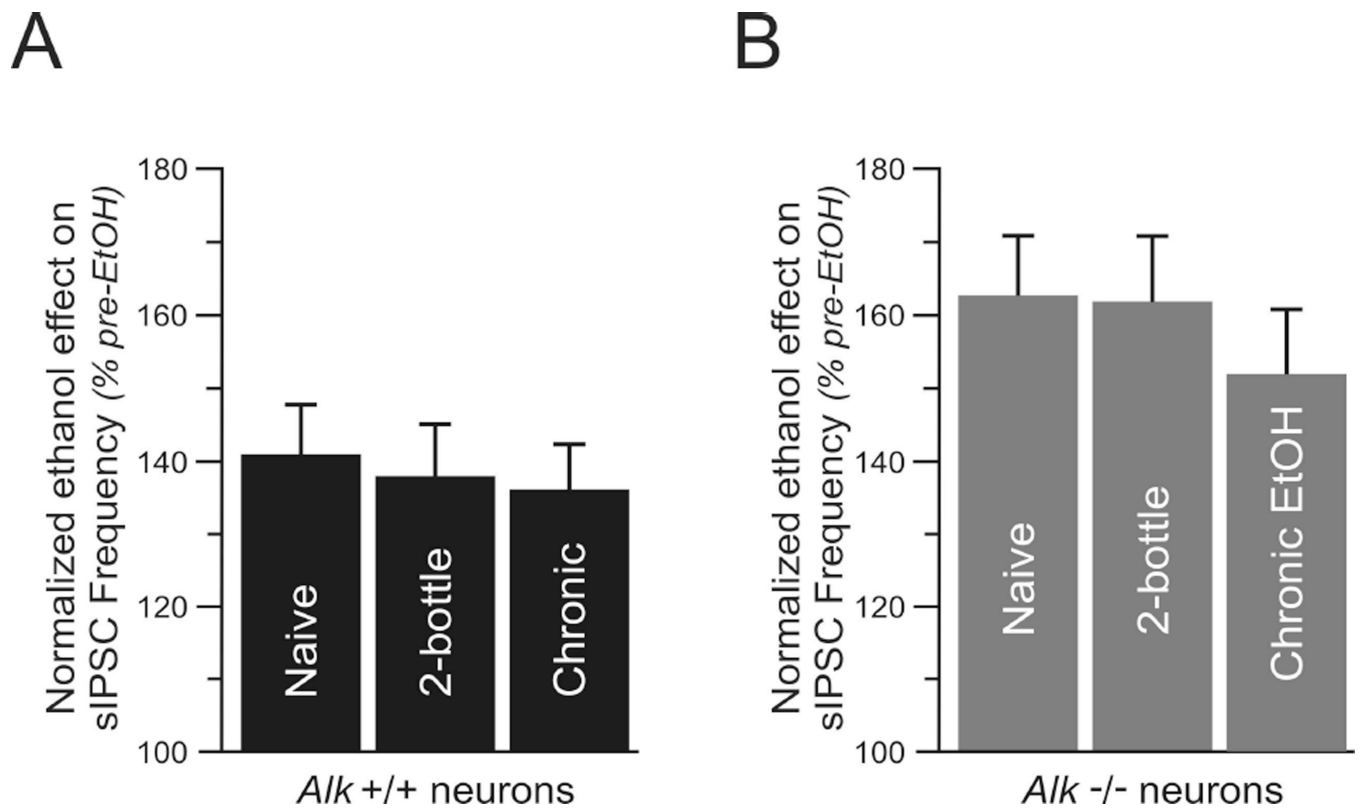 A
Normalized ethanol effect on
sIPSC Frequency (% pre-EtOH)
180
160
140
120
100
Naive
2-bottle
Chronic
Alk +/+ neurons
B
Normalized ethanol effect on
sIPSC Frequency (% pre-EtOH)
180
160
140
120
100
Naive
2-bottle
Chronic EtOH
Alk -/- neurons